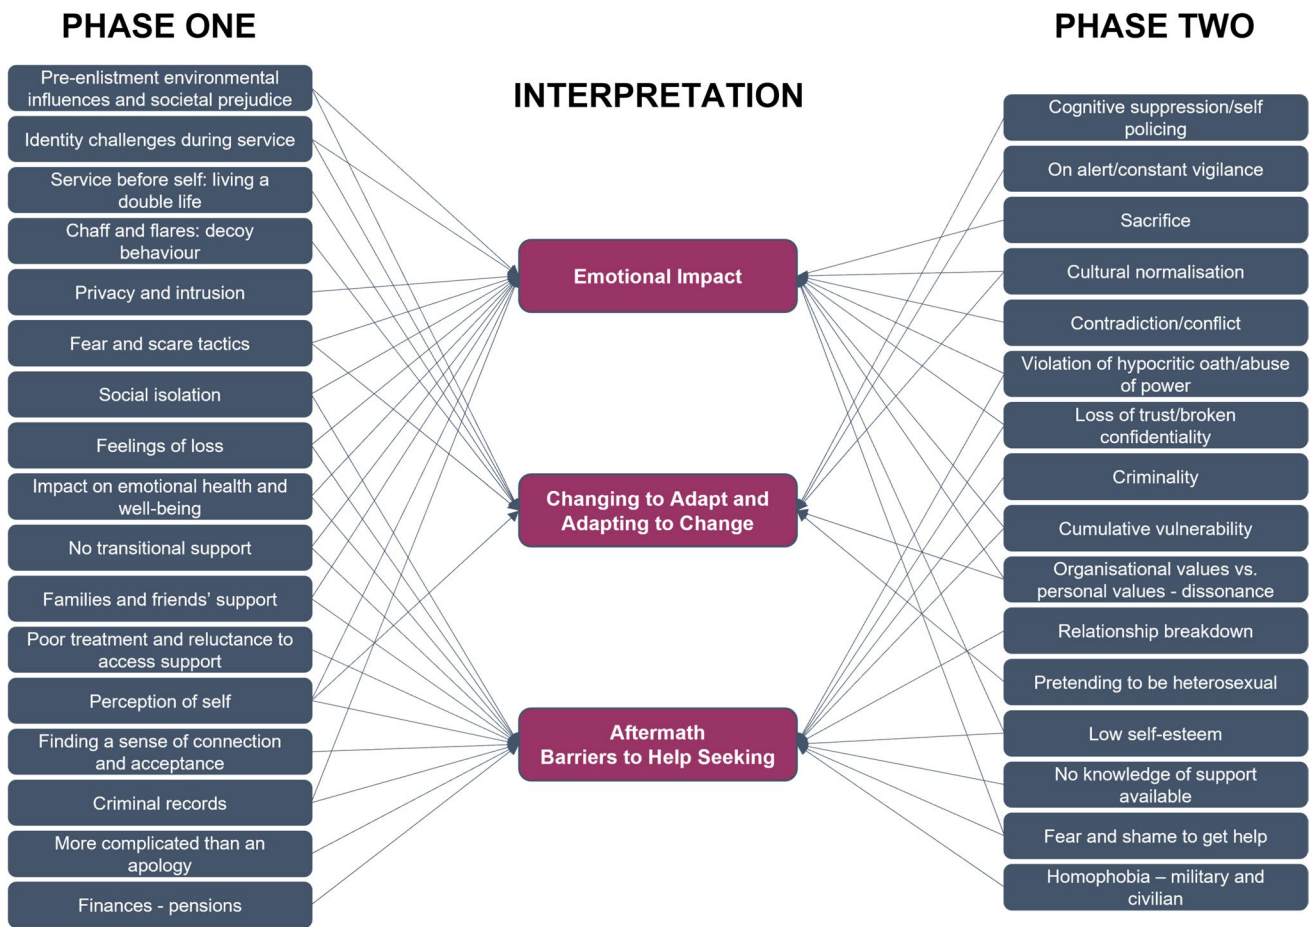 PHASE ONE
Pre-enlistment environmental
influences and societal prejudice
Identity challenges during service
Service before self: living a
double life
Chaff and flares: decoy
behaviour
Privacy and intrusion
Fear and scare tactics
Social isolation
Feelings of loss
Impact on emotional health and
well-being
No transitional support
Families and friends’ support
Poor treatment and reluctance to
access support
Perception of self
Finding a sense of connection
and acceptance
Criminal records
More complicated than an
apology
Finances - pensions
INTERPRETATION
Emotional Impact
Changing to Adapt and
Adapting to Change
Aftermath
Barriers to Help Seeking
PHASE TWO
Cognitive suppression/self
policing
On alert/constant vigilance
Sacrifice
Cultural normalisation
Contradiction/conflict
Violation of hypocritic oath/abuse
of power
Loss of trust/broken
confidentiality
Criminality
Cumulative vulnerability
Organisational values vs.
personal values - dissonance
Relationship breakdown
Pretending to be heterosexual
Low self-esteem
No knowledge of support
available
Fear and shame to get help
Homophobia – military and
civilian